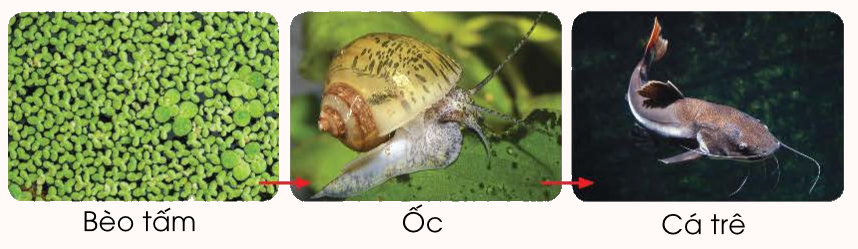 Bèo tấm
Ốc
Cá trê